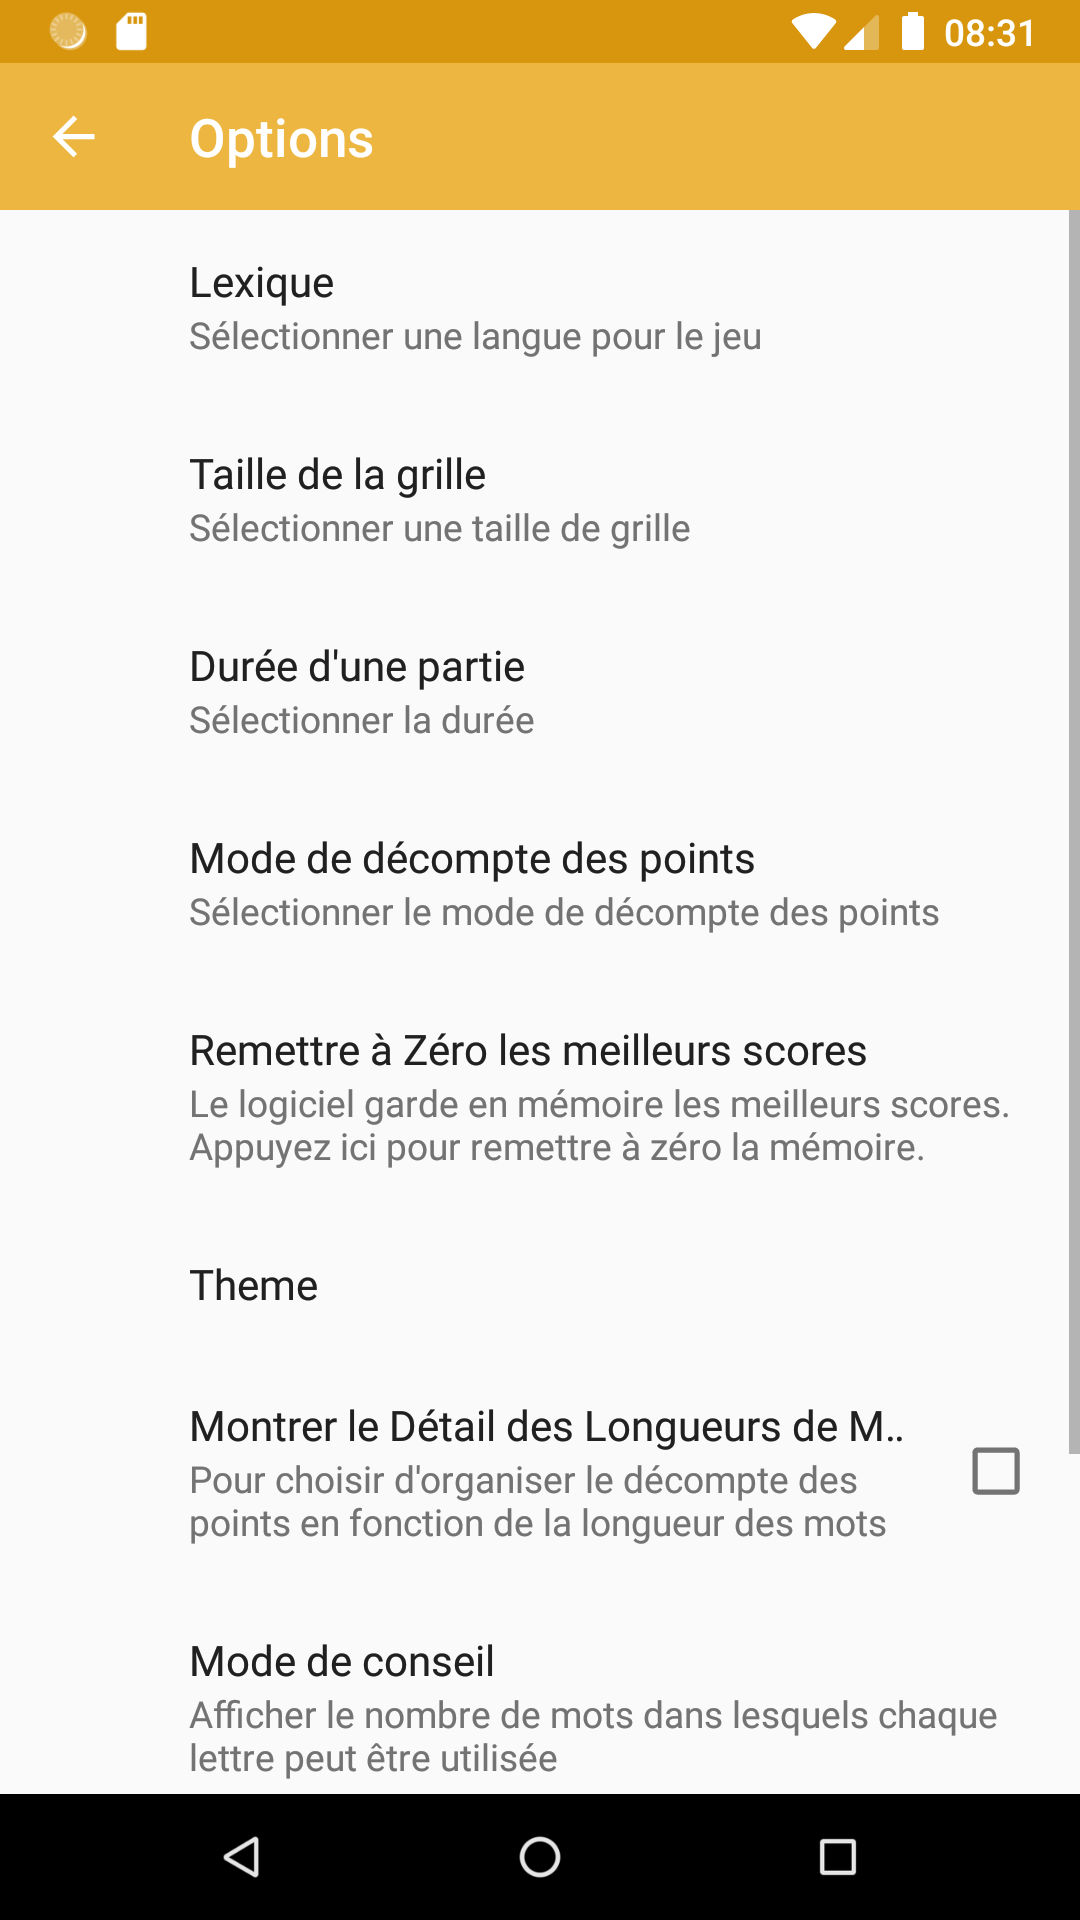 08:31
Options
Lexique
Sélectionner une langue pour le jeu
Taille de la grille
Sélectionner une taille de grille
Durée d'une partie
Sélectionner la durée
Mode de décompte des points
Sélectionner le mode de décompte des points
Remettre à Zéro les meilleurs scores
Le logiciel garde en mémoire les meilleurs scores.
Appuyez ici pour remettre à zéro la mémoire.
Theme
Montrer le Détail des Longueurs de M..
Pour choisir d'organiser le décompte des
points en fonction de la longueur des mots
Mode de conseil
Afficher le nombre de mots dans lesquels chaque
lettre peut être utilisée